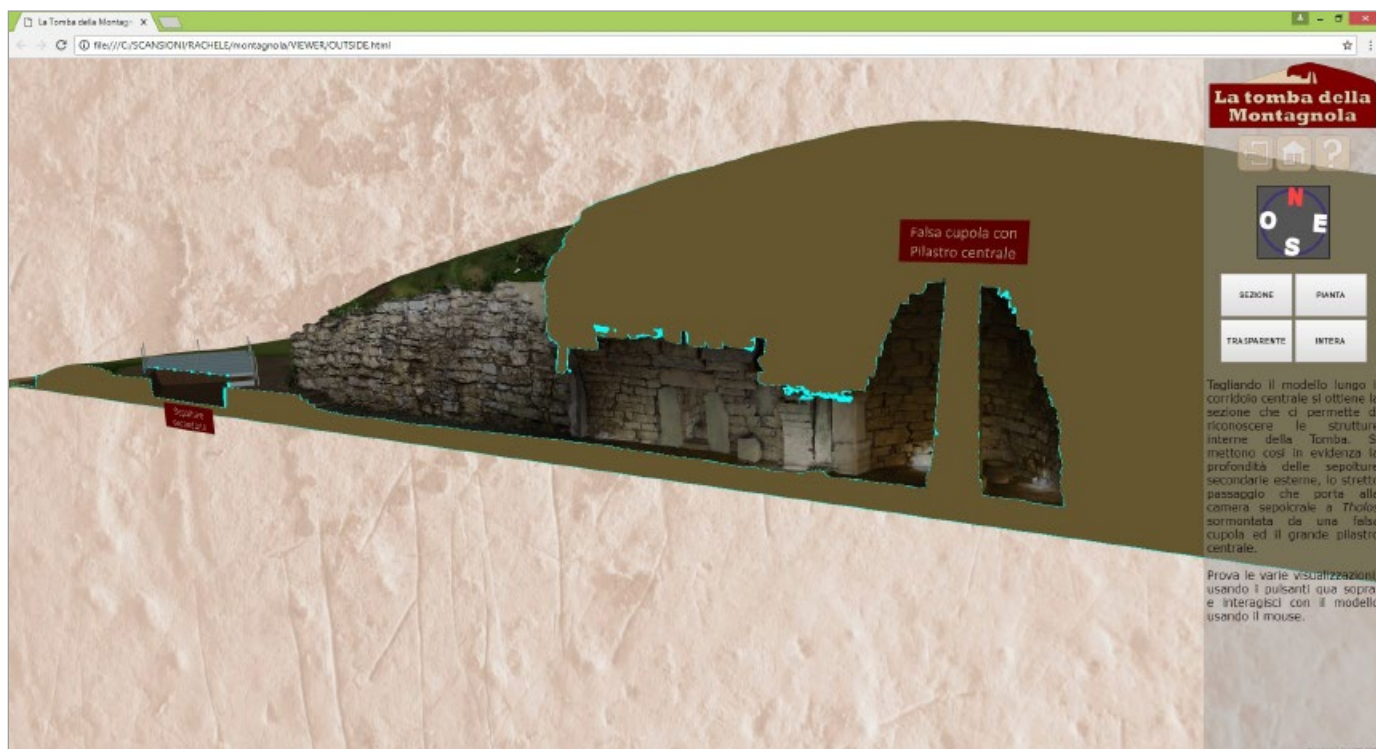 La Tomba della Montagn
file:///C:/SCANSIONI/RACHELE/montagnola/VIEWER/OUTSIDE.html
La tomba della
Montagnola
?
N
O E
S
Falsa cupola con
Pilastro centrale
SEZIONE PIANTA
TRASPARENTE INTERA
Sepolture
secondarie
Tagliando il modello lungo i
corridoio centrale si ottiene la
sezione che ci permette d
riconoscere le strutture
interne della Tomba. S
mettono così in evidenza la
profondità delle sepolture
secondarie esterne, lo stretto
passaggio che porta alla
camera sepolcrale a Tholos
sormontata da una falsa
cupola ed il grande pilastro
centrale.
Prova le varie visualizzazioni
usando i pulsanti qua sopra
e interagisci con il modello
usando il mouse.